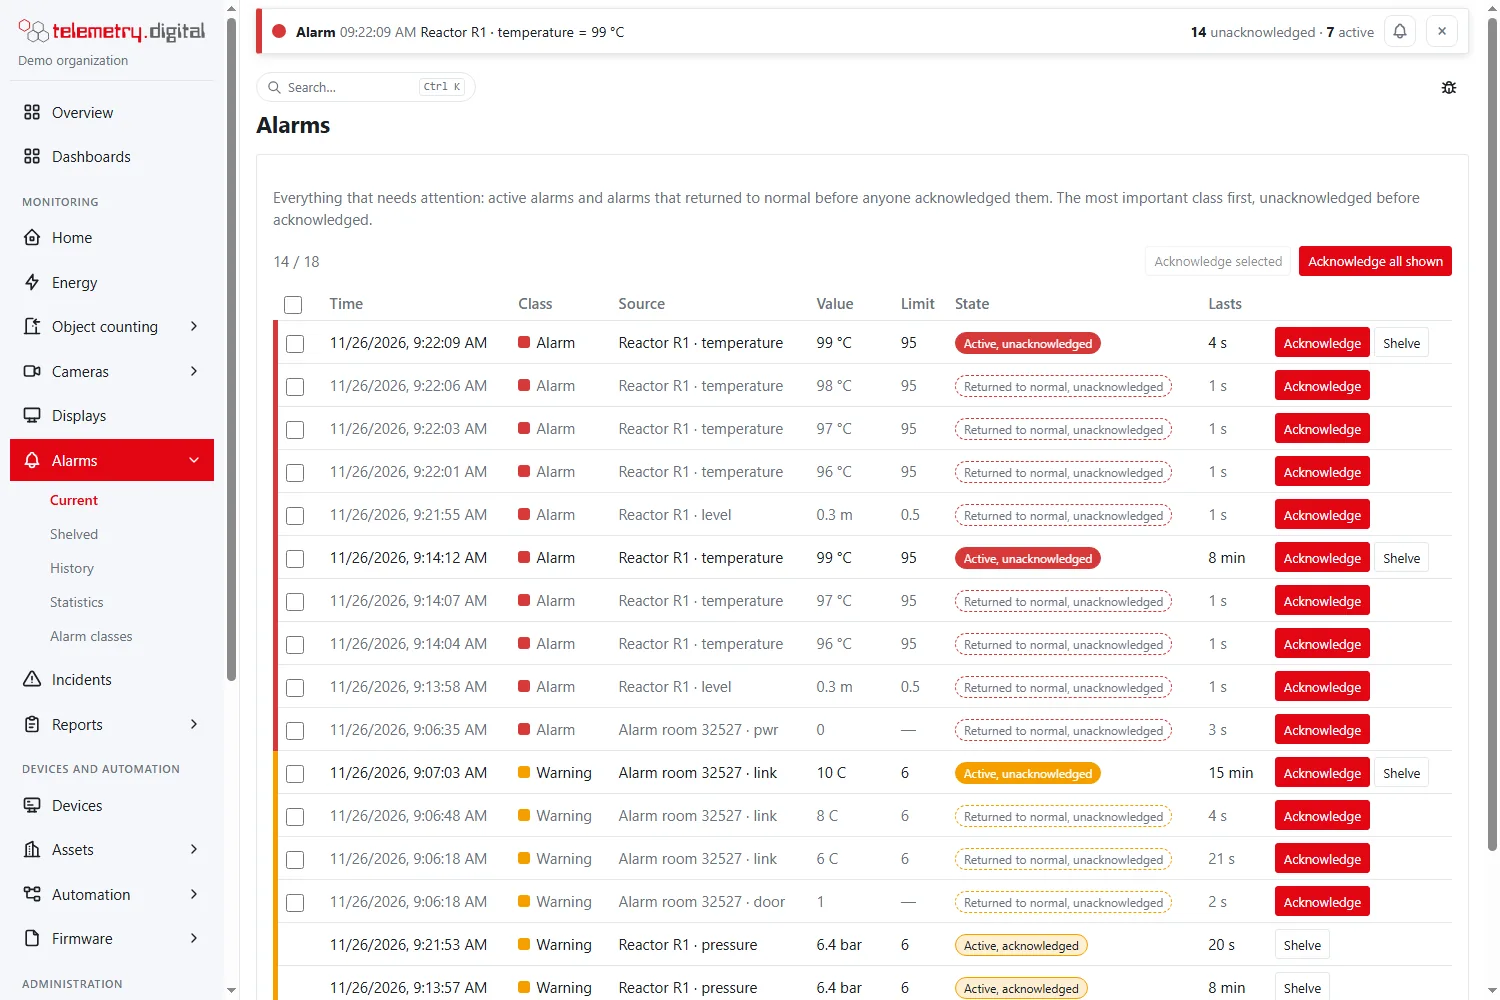 telemetry.digital
Demo organization
Overview
Dashboards
MONITORING
Home
Energy
Object counting
Cameras
Displays
Alarms
Current
Shelved
History
Statistics
Alarm classes
Incidents
Reports
DEVICES AND AUTOMATION
Devices
Assets
Automation
Firmware
ADMINISTRATION
Alarm 09:22:09 AM Reactor R1 · temperature = 99 °C 14 unacknowledged · 7 active
Search... Ctrl K
Alarms
Everything that needs attention: active alarms and alarms that returned to normal before anyone acknowledged them. The most important class first, unacknowledged before
acknowledged.
14 / 18 Acknowledge selected Acknowledge all shown
Time Class Source Value Limit State Lasts
11/26/2026, 9:22:09 AM Alarm Reactor R1 · temperature 99 °C 95 Active, unacknowledged 4 s Acknowledge Shelve
11/26/2026, 9:22:06 AM Alarm Reactor R1 · temperature 98 °C 95 Returned to normal, unacknowledged 1 s Acknowledge
11/26/2026, 9:22:03 AM Alarm Reactor R1 · temperature 97 °C 95 Returned to normal, unacknowledged 1 s Acknowledge
11/26/2026, 9:22:01 AM Alarm Reactor R1 · temperature 96 °C 95 Returned to normal, unacknowledged 1 s Acknowledge
11/26/2026, 9:21:55 AM Alarm Reactor R1 · level 0.3 m 0.5 Returned to normal, unacknowledged 1 s Acknowledge
11/26/2026, 9:14:12 AM Alarm Reactor R1 · temperature 99 °C 95 Active, unacknowledged 8 min Acknowledge Shelve
11/26/2026, 9:14:07 AM Alarm Reactor R1 · temperature 97 °C 95 Returned to normal, unacknowledged 1 s Acknowledge
11/26/2026, 9:14:04 AM Alarm Reactor R1 · temperature 96 °C 95 Returned to normal, unacknowledged 1 s Acknowledge
11/26/2026, 9:13:58 AM Alarm Reactor R1 · level 0.3 m 0.5 Returned to normal, unacknowledged 1 s Acknowledge
11/26/2026, 9:06:35 AM Alarm Alarm room 32527 · pwr 0 — Returned to normal, unacknowledged 3 s Acknowledge
11/26/2026, 9:07:03 AM Warning Alarm room 32527 · link 10 C 6 Active, unacknowledged 15 min Acknowledge Shelve
11/26/2026, 9:06:48 AM Warning Alarm room 32527 · link 8 C 6 Returned to normal, unacknowledged 4 s Acknowledge
11/26/2026, 9:06:18 AM Warning Alarm room 32527 · link 6 C 6 Returned to normal, unacknowledged 21 s Acknowledge
11/26/2026, 9:06:18 AM Warning Alarm room 32527 · door 1 — Returned to normal, unacknowledged 2 s Acknowledge
11/26/2026, 9:21:53 AM Warning Reactor R1 · pressure 6.4 bar 6 Active, acknowledged 20 s Shelve
11/26/2026, 9:13:57 AM Warning Reactor R1 · pressure 6.4 bar 6 Active, acknowledged 8 min Shelve